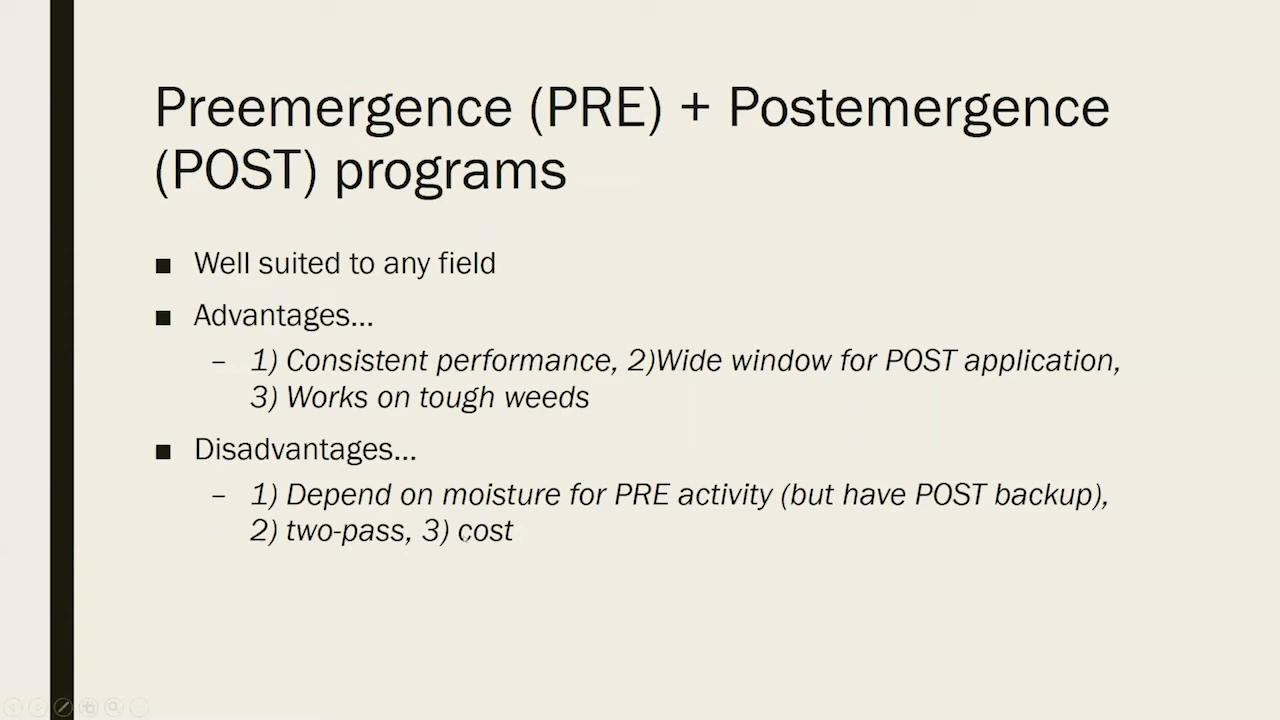 Preemergence (PRE) + Postemergence
(POST) programs
■ Well suited to any field
■ Advantages...
– 1) Consistent performance, 2)Wide window for POST application,
3) Works on tough weeds
■ Disadvantages...
– 1) Depend on moisture for PRE activity (but have POST backup),
2) two-pass, 3) cost